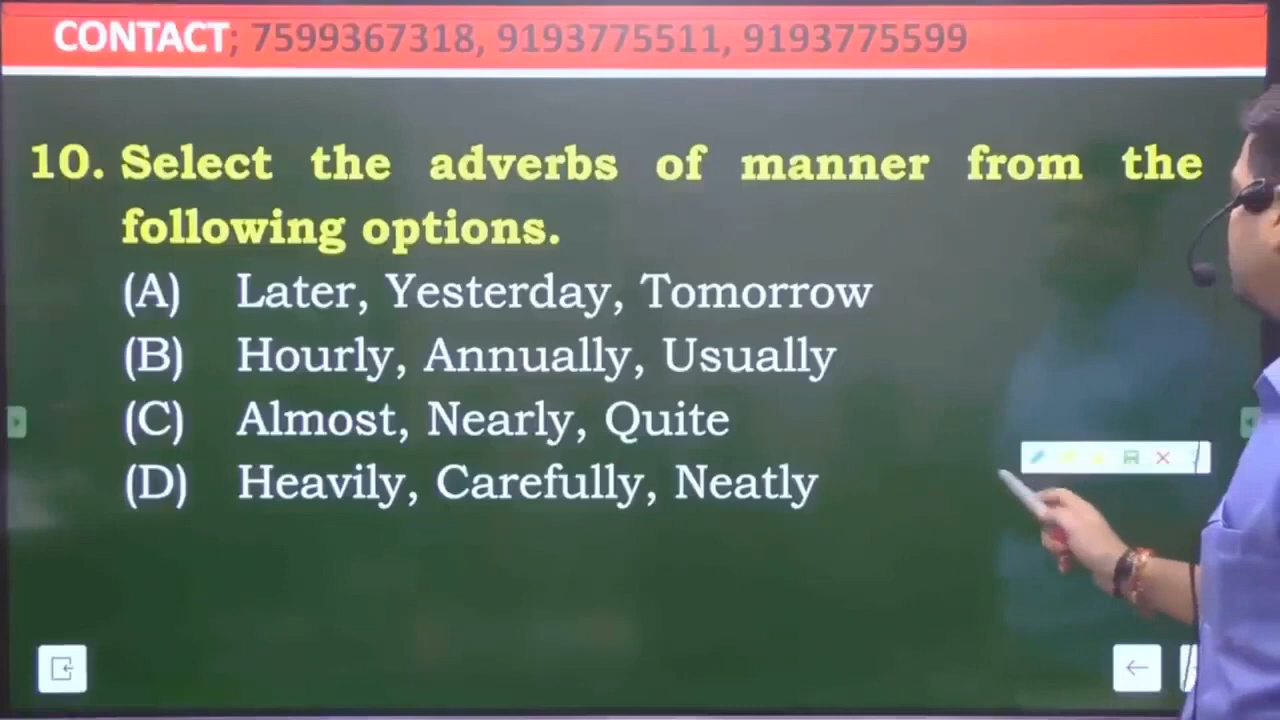 CONTACT; 7599367318, 9193775511, 9193775599
10. Select the adverbs of manner from the
following options.
(A) Later, Yesterday, Tomorrow
(B) Hourly, Annually, Usually
(C) Almost, Nearly, Quite
(D) Heavily, Carefully, Neatly